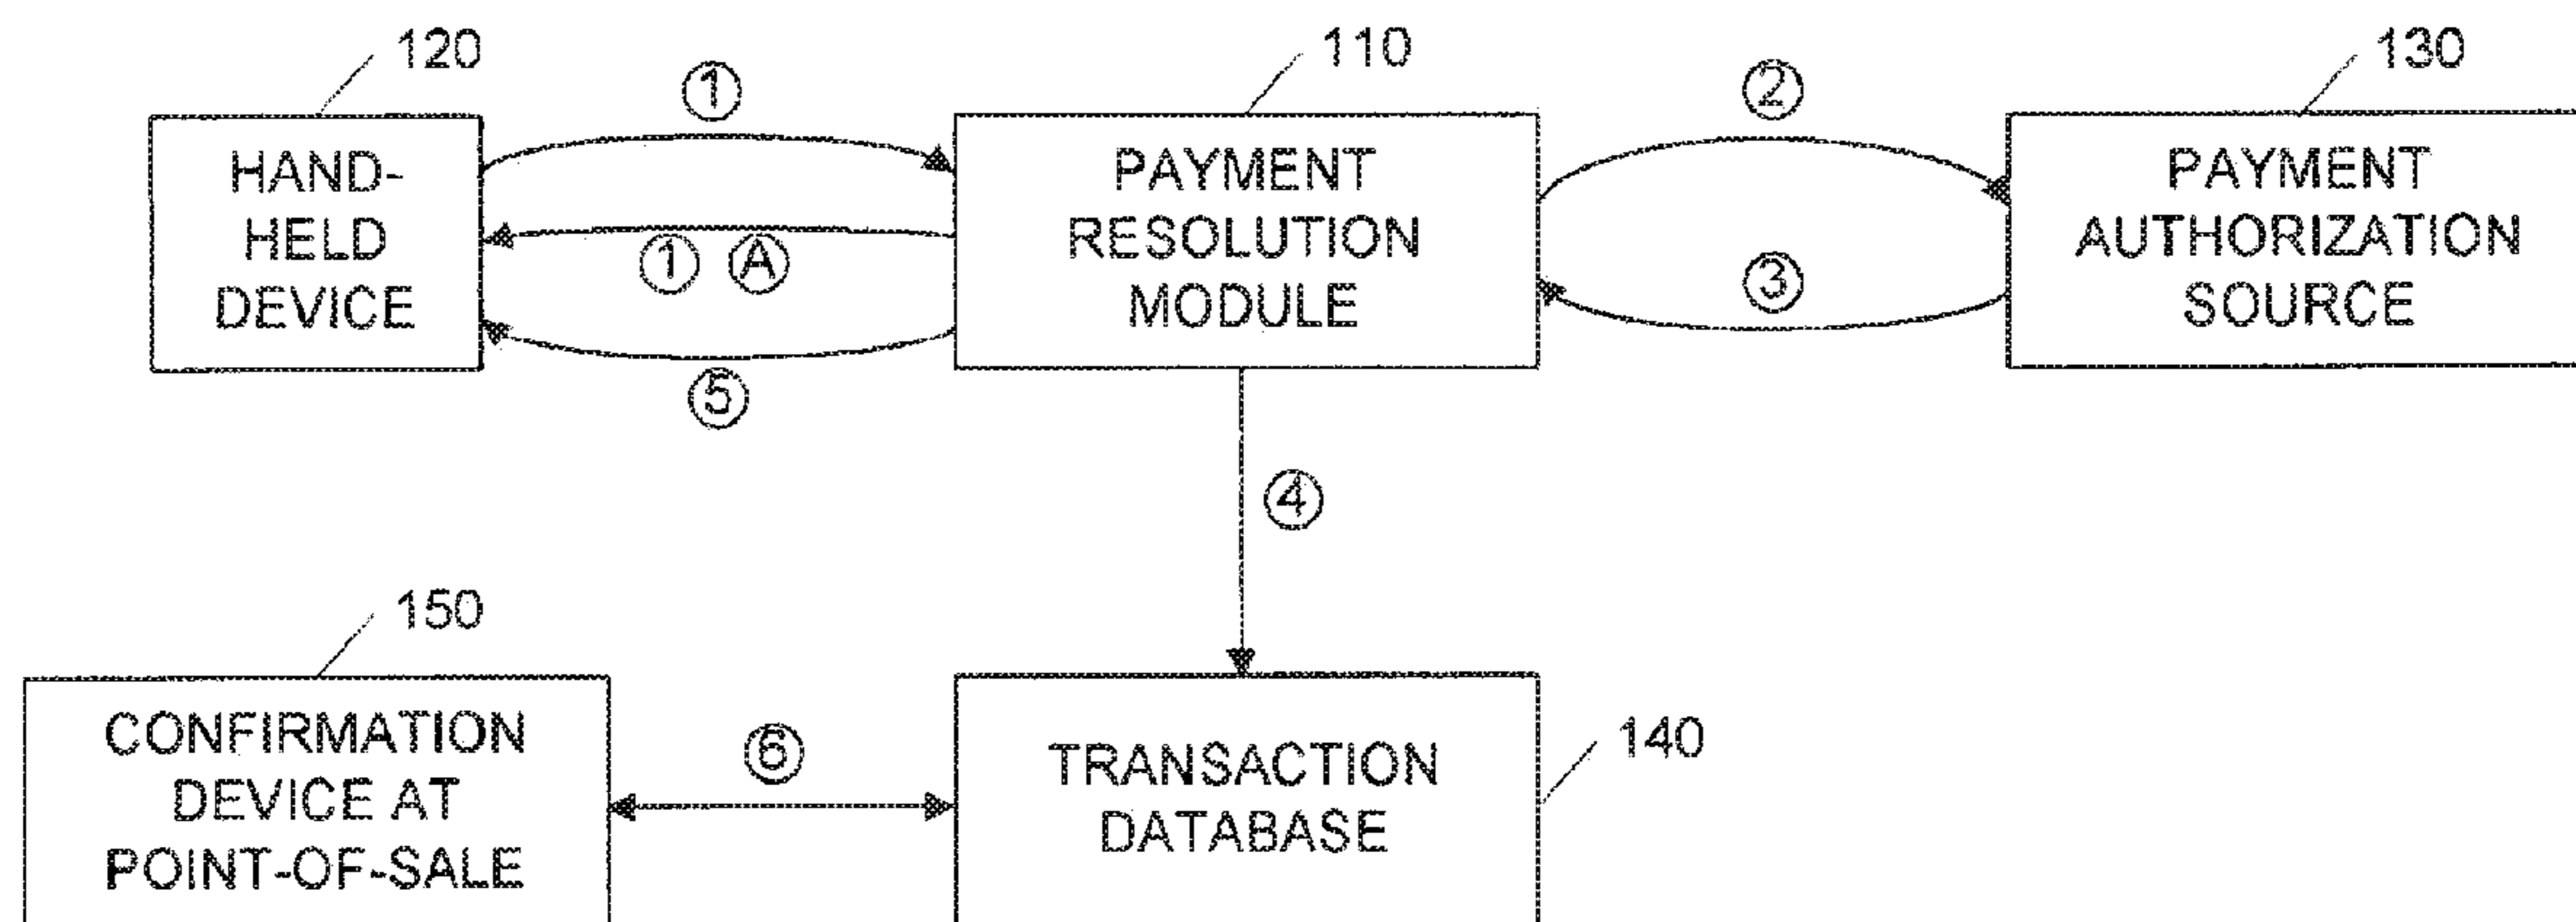 120
110
130
①
②
HAND-
HELD
DEVICE
PAYMENT
RESOLUTION
MODULE
PAYMENT
AUTHORIZATION
SOURCE
① Ⓐ
③
⑤
④
150
CONFIRMATION
DEVICE AT
POINT-OF-SALE
⑥
TRANSACTION
DATABASE
140